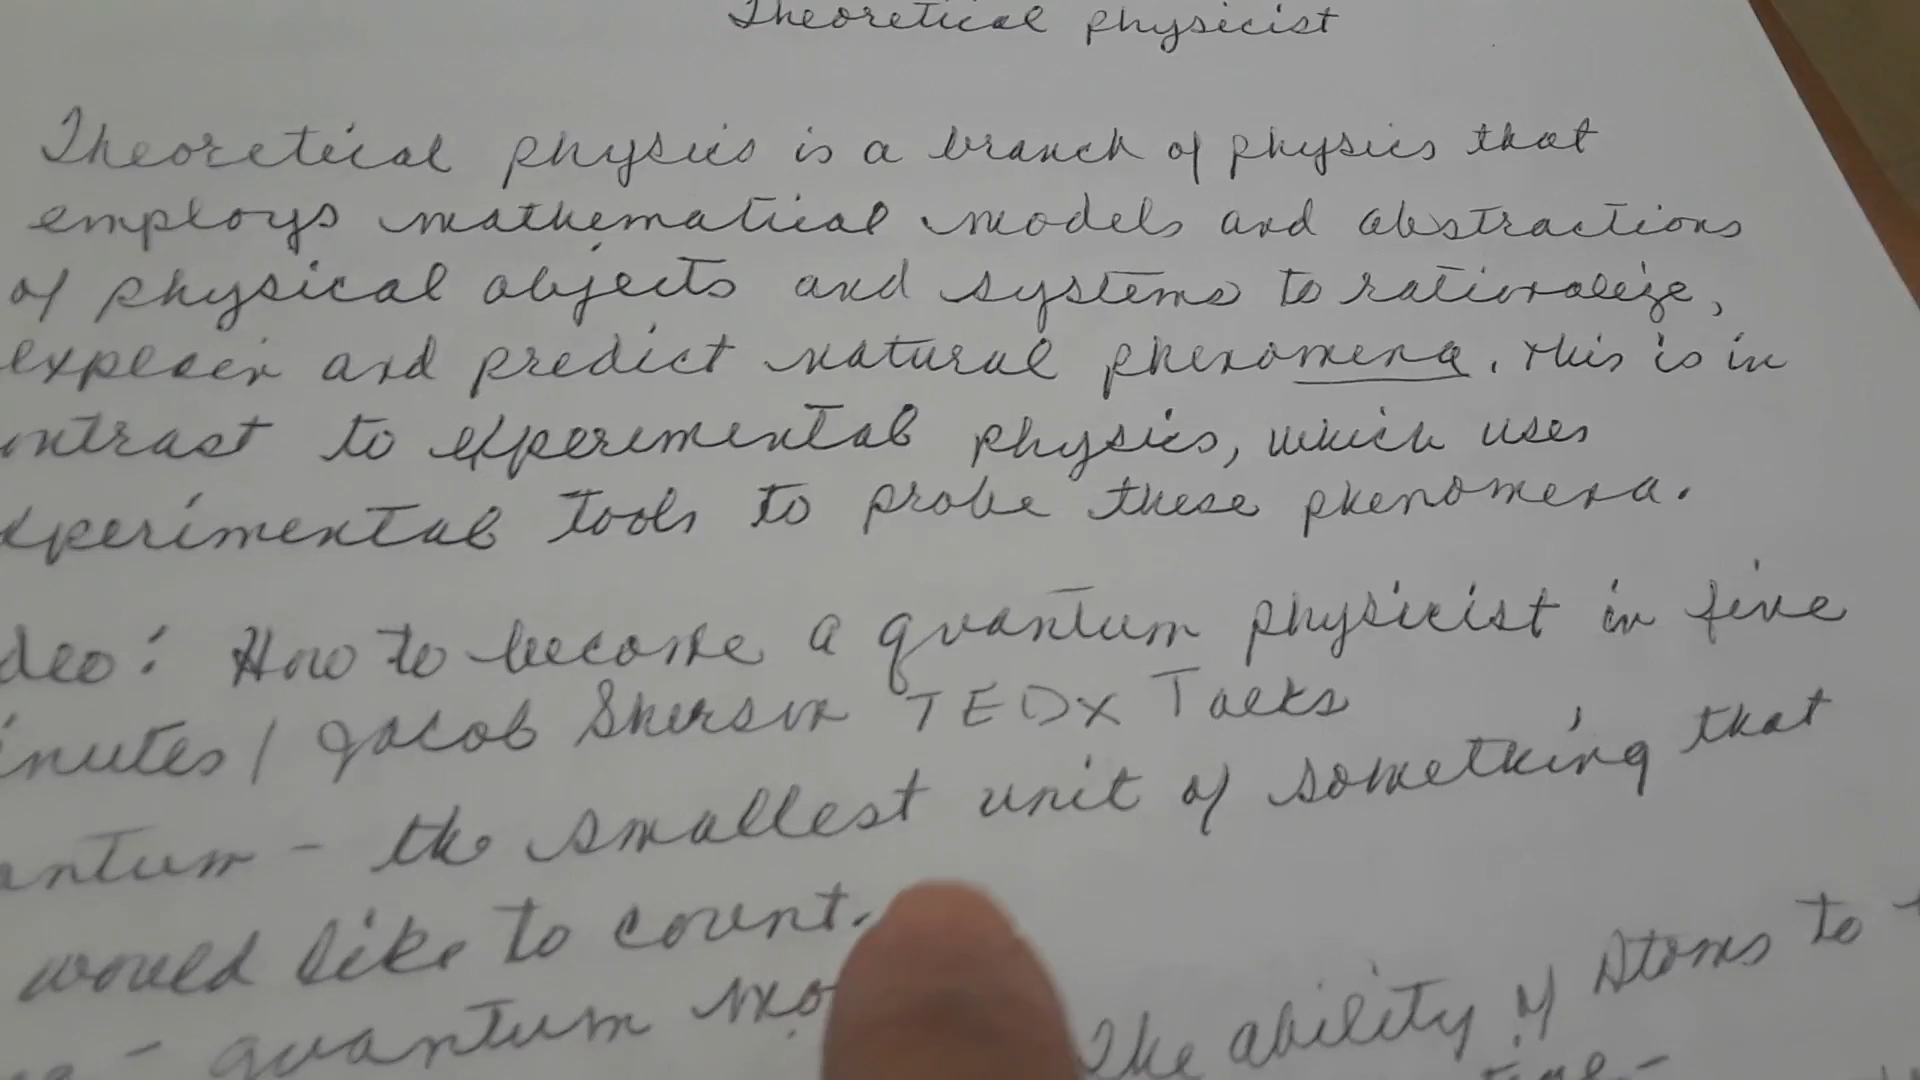 Theoretical physicist
Theoretical physics is a branch of physics that
employs mathematical models and abstractions
of physical objects and systems to rationalize,
explain and predict natural phenomena. This is in
ontrast to experimental physics, which uses
xperimental tools to probe these phenomena.
deo: How to become a quantum physicist in five
inutes / Jacob Sherson TEDX Talks
antum - the smallest unit of something that
would like to count.
- quantum mo The ability of Atoms to